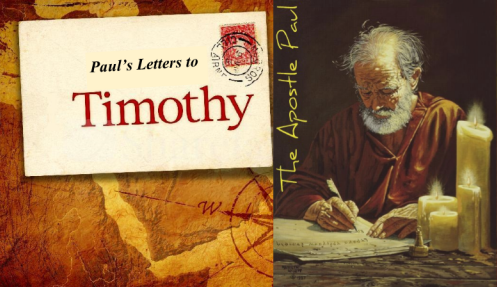 Paul's Letters to
Timothy
W
The Apostle Paul